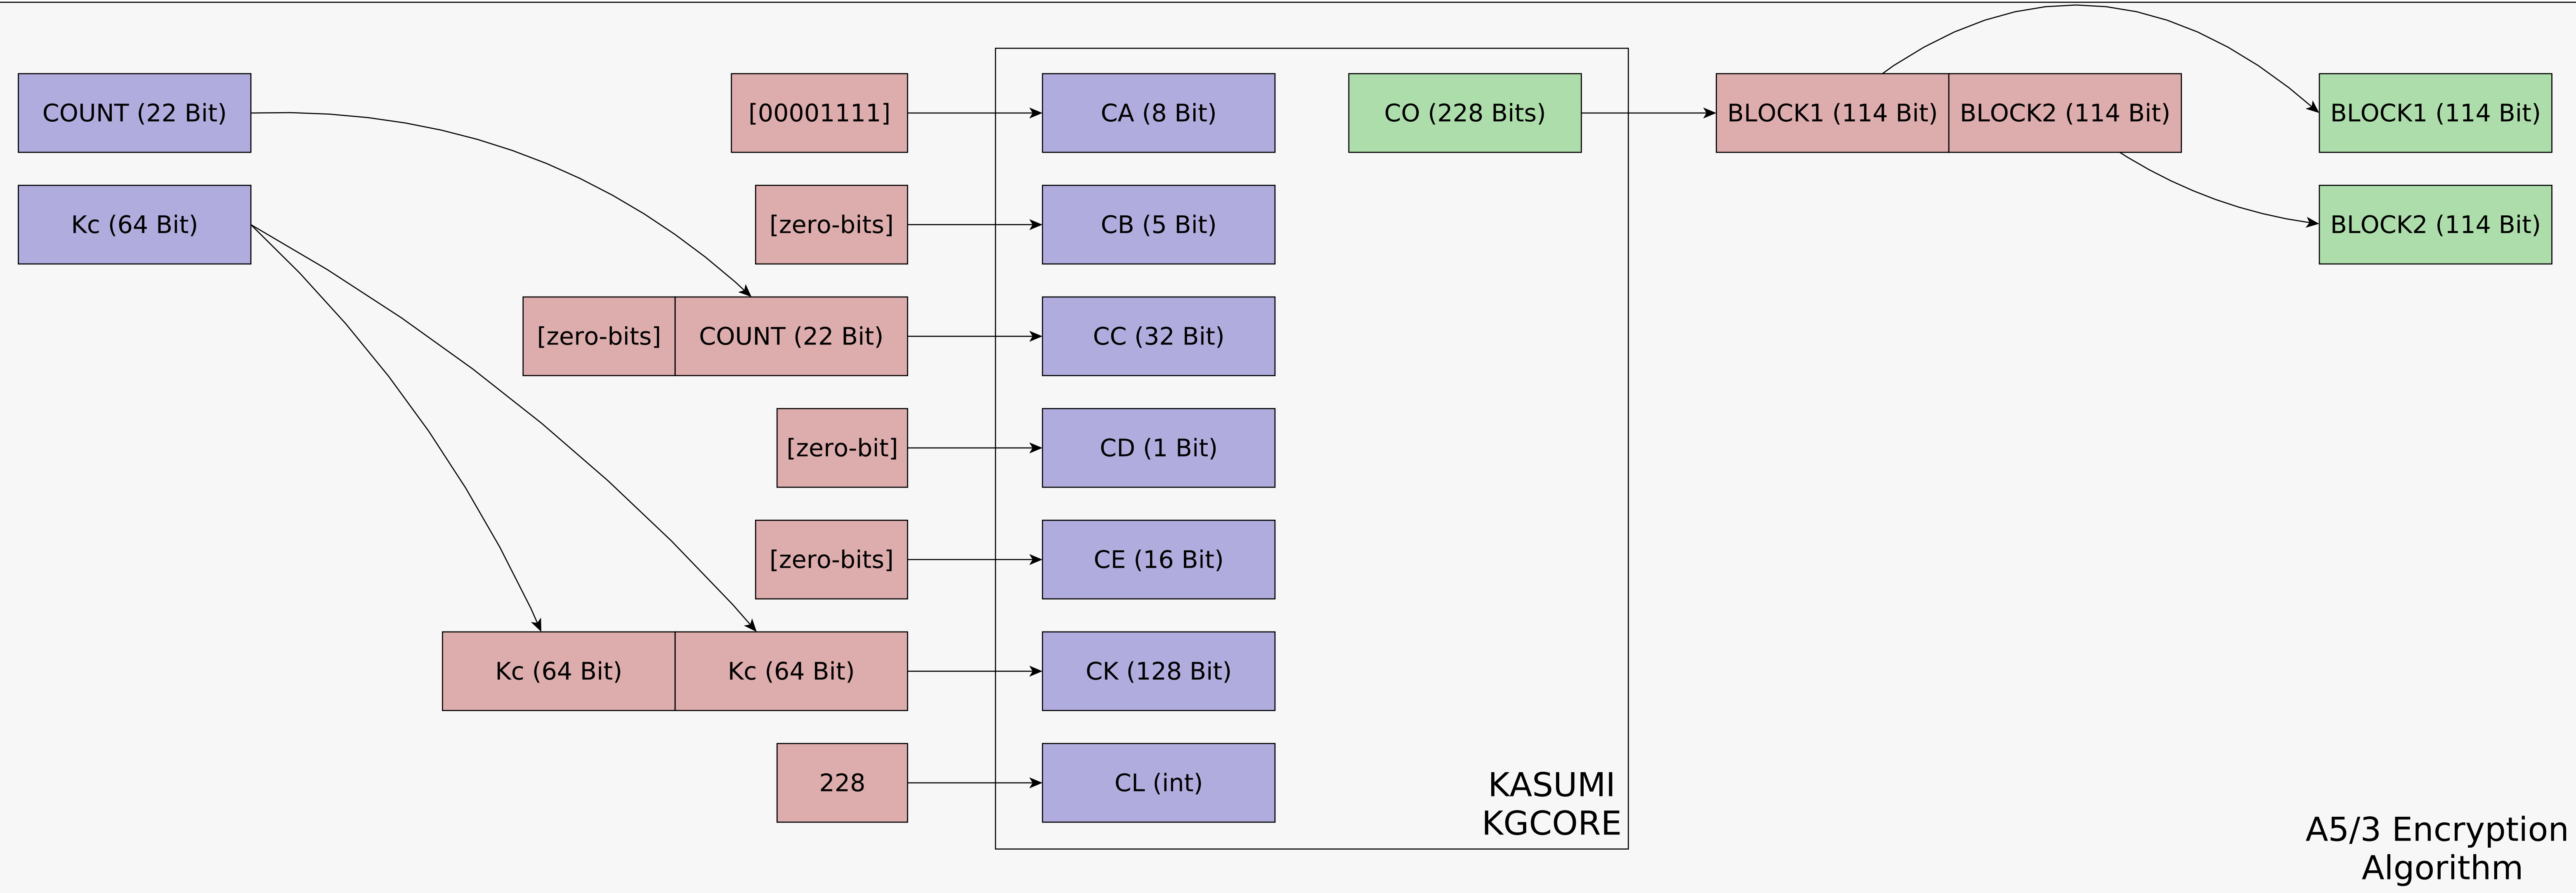 COUNT (22 Bit)
[00001111]
CA (8 Bit)
CO (228 Bits)
BLOCK1 (114 Bit)
BLOCK2 (114 Bit)
BLOCK1 (114 Bit)
Kc (64 Bit)
[zero-bits]
CB (5 Bit)
BLOCK2 (114 Bit)
[zero-bits]
COUNT (22 Bit)
CC (32 Bit)
[zero-bit]
CD (1 Bit)
[zero-bits]
CE (16 Bit)
Kc (64 Bit)
Kc (64 Bit)
CK (128 Bit)
228
CL (int)
KASUMI
KGCORE
A5/3 Encryption
Algorithm